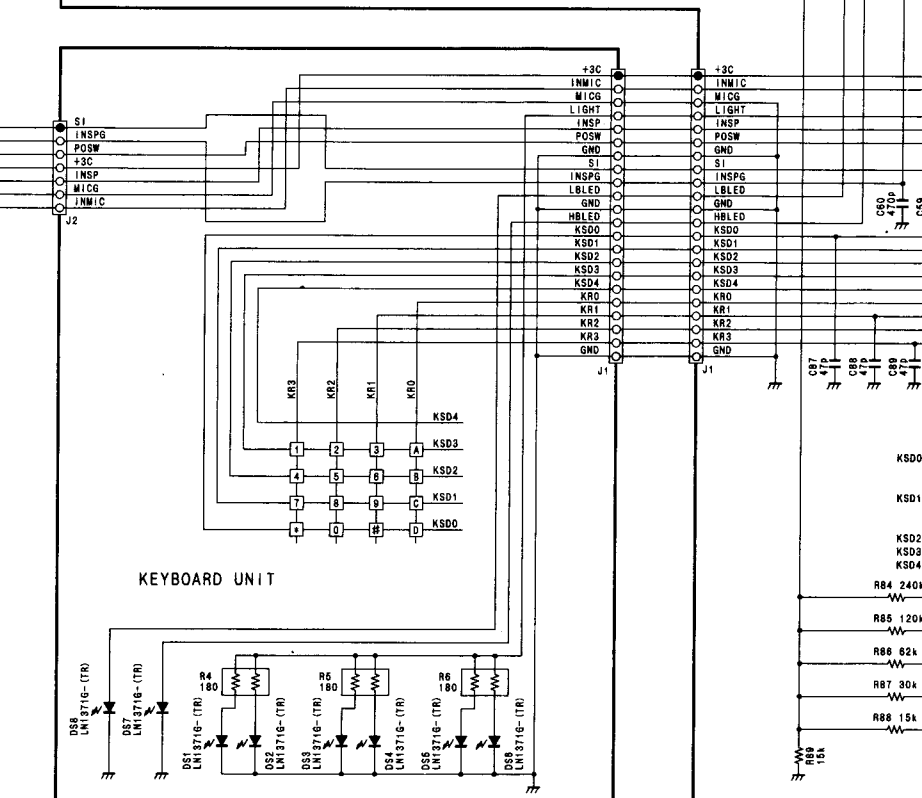 +3C
INMIC
MICG
LIGHT
INSP
POSW
GND
SI
INSPG
LBLED
GND
HBLED
KSD0
KSD1
KSD2
KSD3
KSD4
KR0
KR1
KR2
KR3
GND
J1
+3C
INMIC
MICG
LIGHT
INSP
POSW
GND
SI
INSPG
LBLED
GND
HBLED
KSD0
KSD1
KSD2
KSD3
KSD4
KR0
KR1
KR2
KR3
GND
J1
SI
INSPG
POSW
+3C
INSP
MICG
INMIC
J2
C60
470P
C59
C87
47P
C88
47P
C89
47P
KR3
KR2
KR1
KR0
KSD4
1 2 3 A KSD3
4 5 6 B KSD2
7 8 9 C KSD1
* 0 # D KSD0
KEYBOARD UNIT
KSD0
KSD1
KSD2
KSD3
KSD4
R84 240k
R85 120k
R86 62k
R87 30k
R88 15k
R89
15k
R4
180
R5
180
R6
180
DS8
LN1371G-(TR)
DS7
LN1371G-(TR)
DS1
LN1371G-(TR)
DS2
LN1371G-(TR)
DS3
LN1371G-(TR)
DS4
LN1371G-(TR)
DS5
LN1371G-(TR)
DS6
LN1371G-(TR)